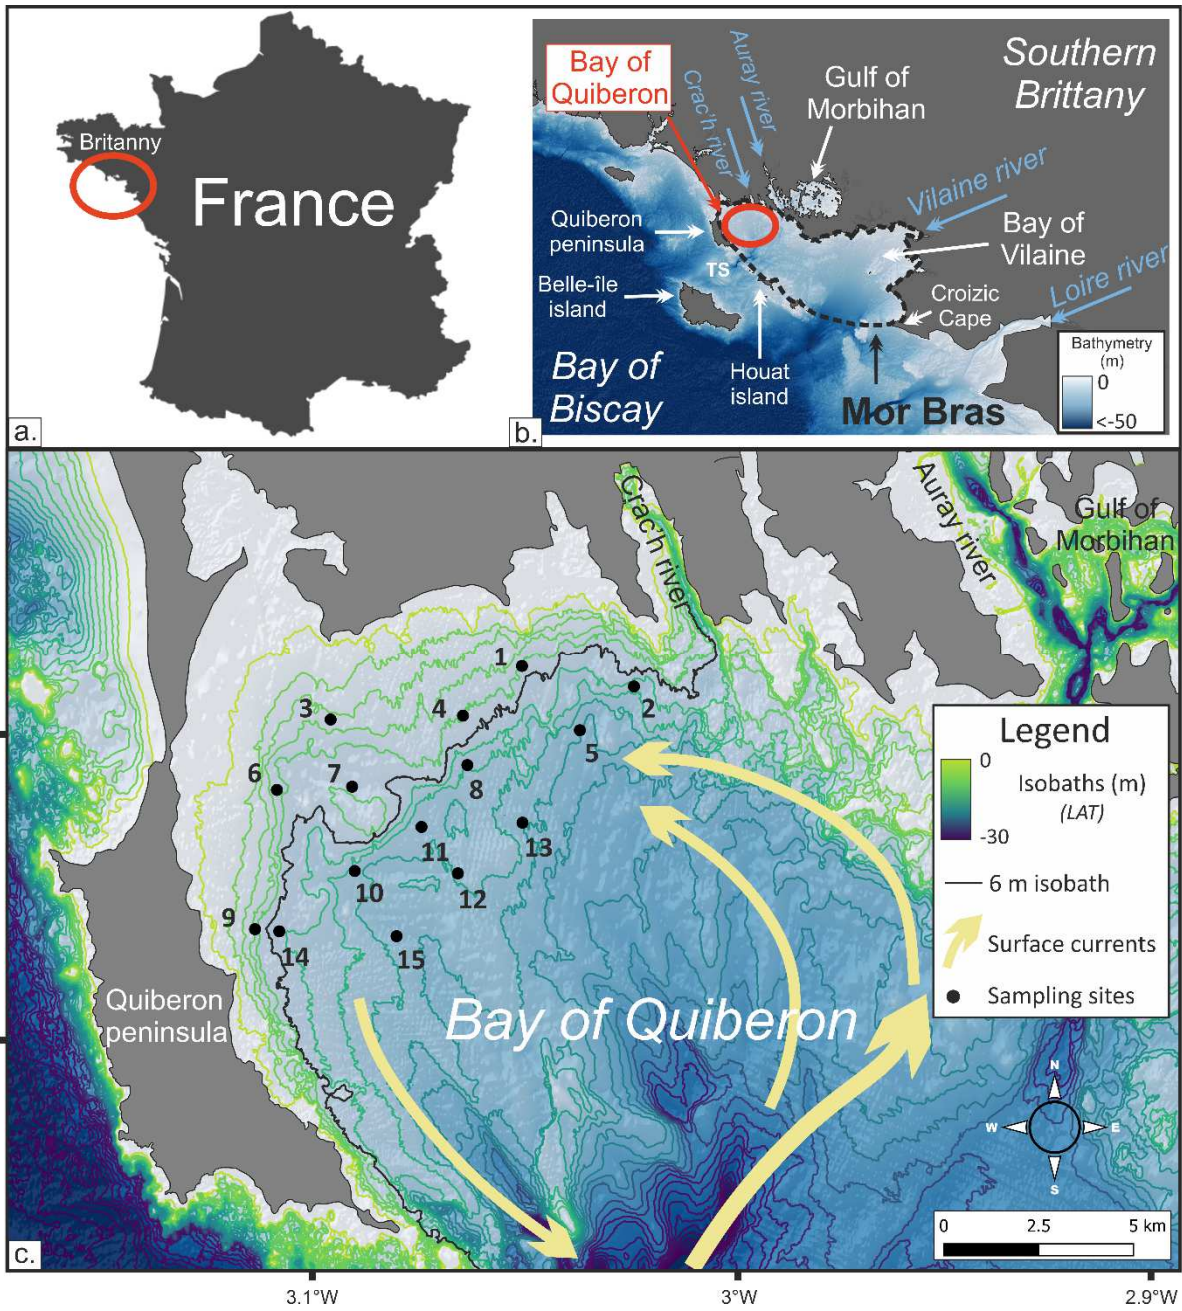 Britanny
France
a.
Bay of
Quiberon
Crac'h river
Auray river
Gulf of
Morbihan
Southern
Brittany
Vilaine river
Quiberon
peninsula
Bay of
Vilaine
TS
Belle-île
island
Loire river
Croizic
Cape
Bay of
Biscay
Houat
island
Mor Bras
Bathymetry
(m)
0
<-50
b.
Crac'h river
Auray river
Gulf of
Morbihan
1
2
3
4
5
6
7
8
9
10
11
12
13
14
15
Quiberon
peninsula
Bay of Quiberon
Legend
0
Isobaths (m)
(LAT)
-30
6 m isobath
Surface currents
Sampling sites
N
W
E
S
0
2.5
5 km
c.
3.1°W
3°W
2.9°W